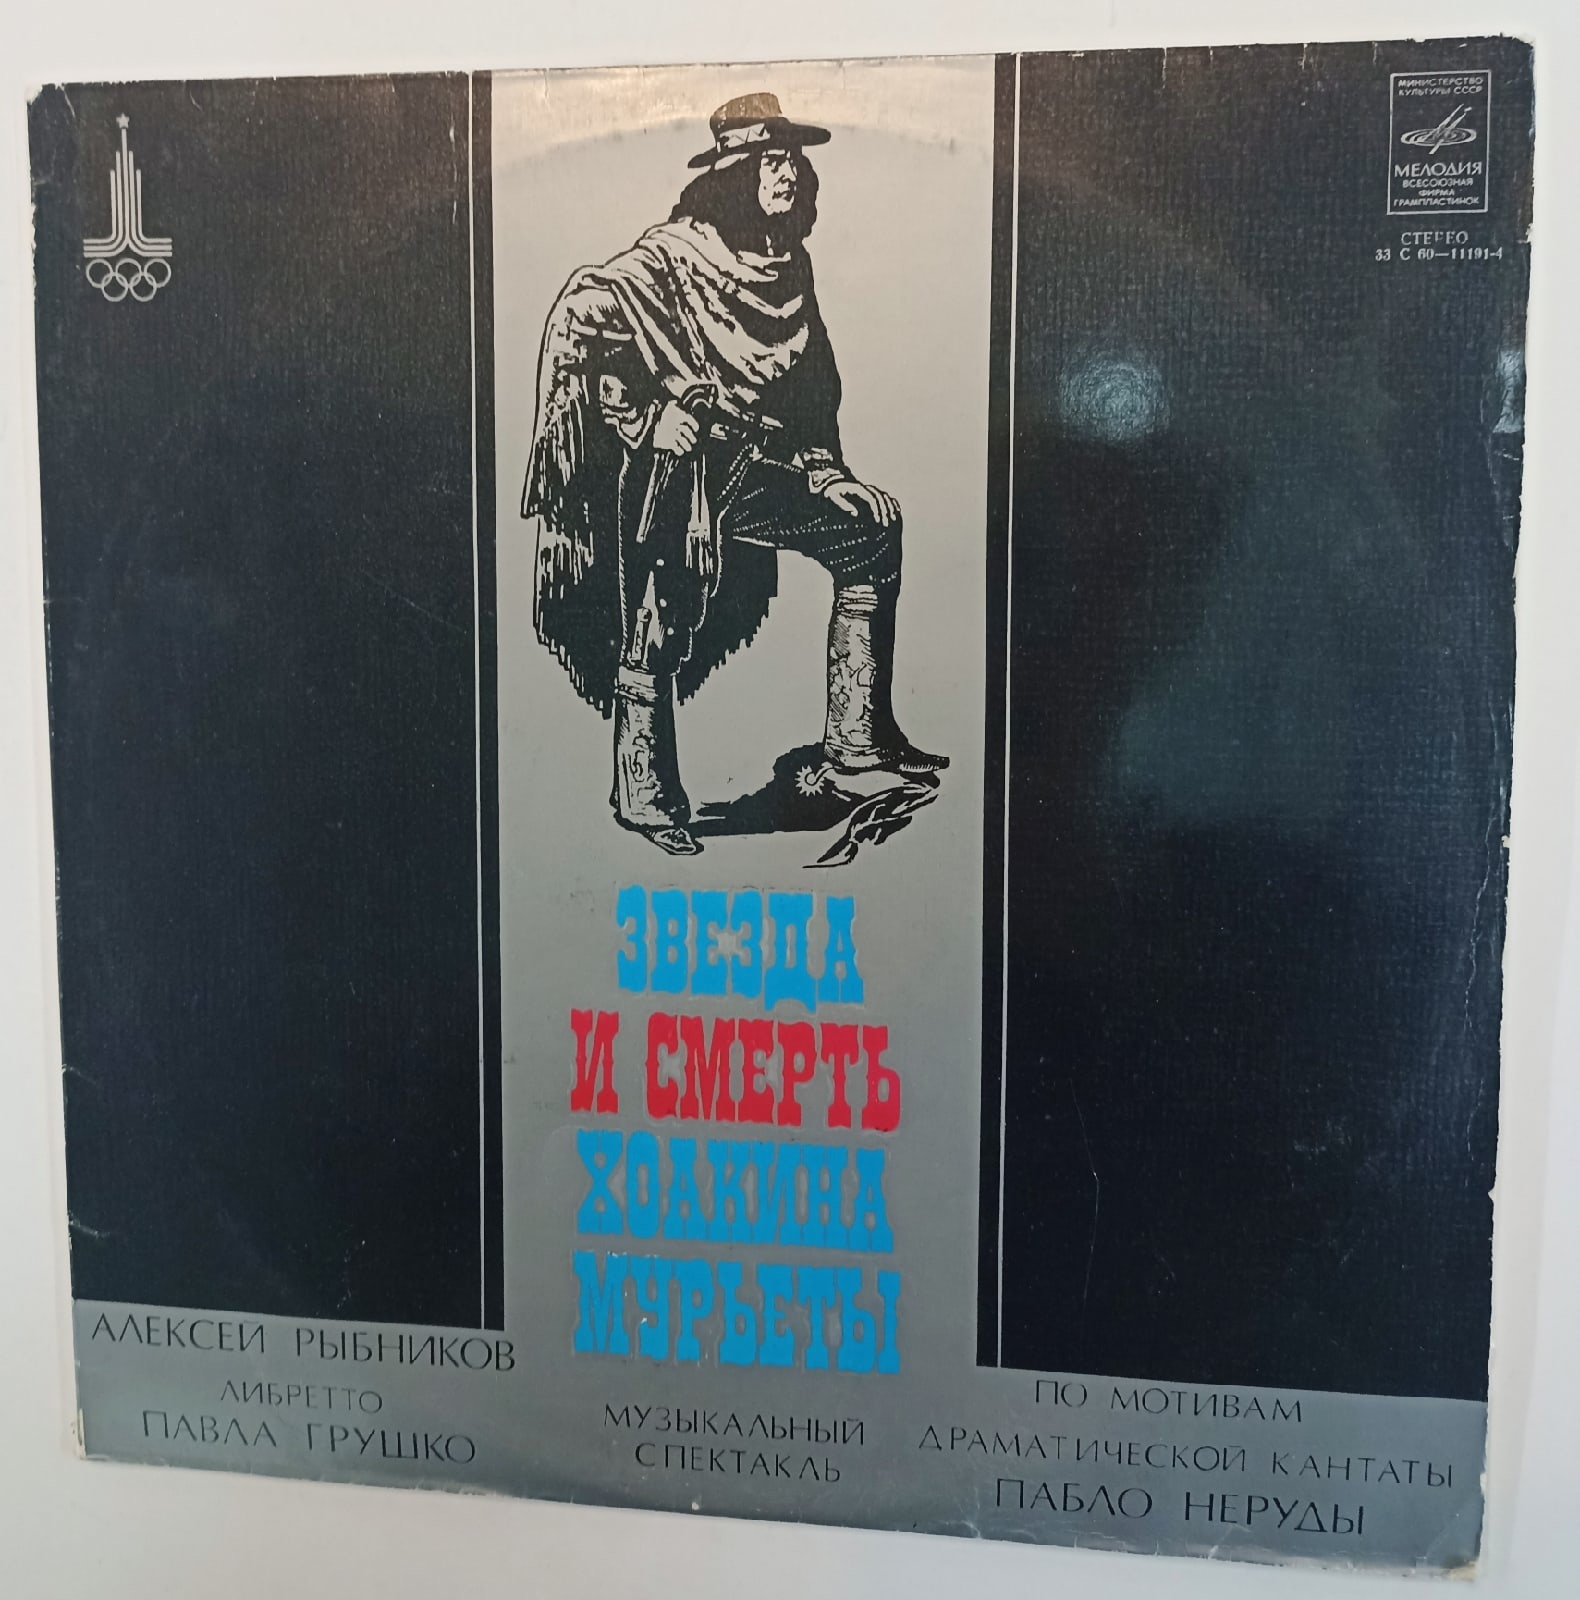 МИНИСТЕРСТВО
КУЛЬТУРЫ СССР
МЕЛОДИЯ
ВСЕСОЮЗНАЯ
ФИРМА
ГРАМПЛАСТИНОК
СТЕРЕО
33 С 60—11191-4
ЗВЕЗДА
И СМЕРТЬ
ХОАКИНА
МУРЬЕТЫ
АЛЕКСЕЙ РЫБНИКОВ
ЛИБРЕТТО
ПАВЛА ГРУШКО
МУЗЫКАЛЬНЫЙ
СПЕКТАКЛЬ
ПО МОТИВАМ
ДРАМАТИЧЕСКОЙ КАНТАТЫ
ПАБЛО НЕРУДЫ